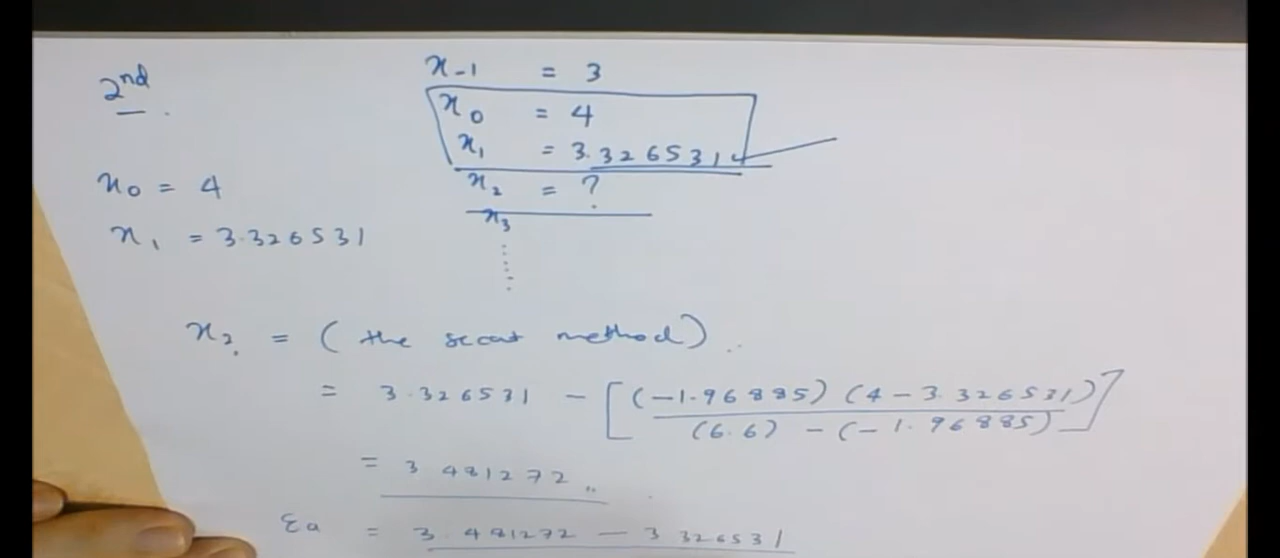 2nd
x-1 = 3
x0 = 4
x1 = 3.326531
x2 = ?
x3
......
x0 = 4
x1 = 3.326531
x2 = (the secant method)..
= 3.326531 - [(-1.96885)(4-3.326531) / (6.6) - (-1.96885)]
= 3.481272..
Ea = 3.481272 - 3.326531